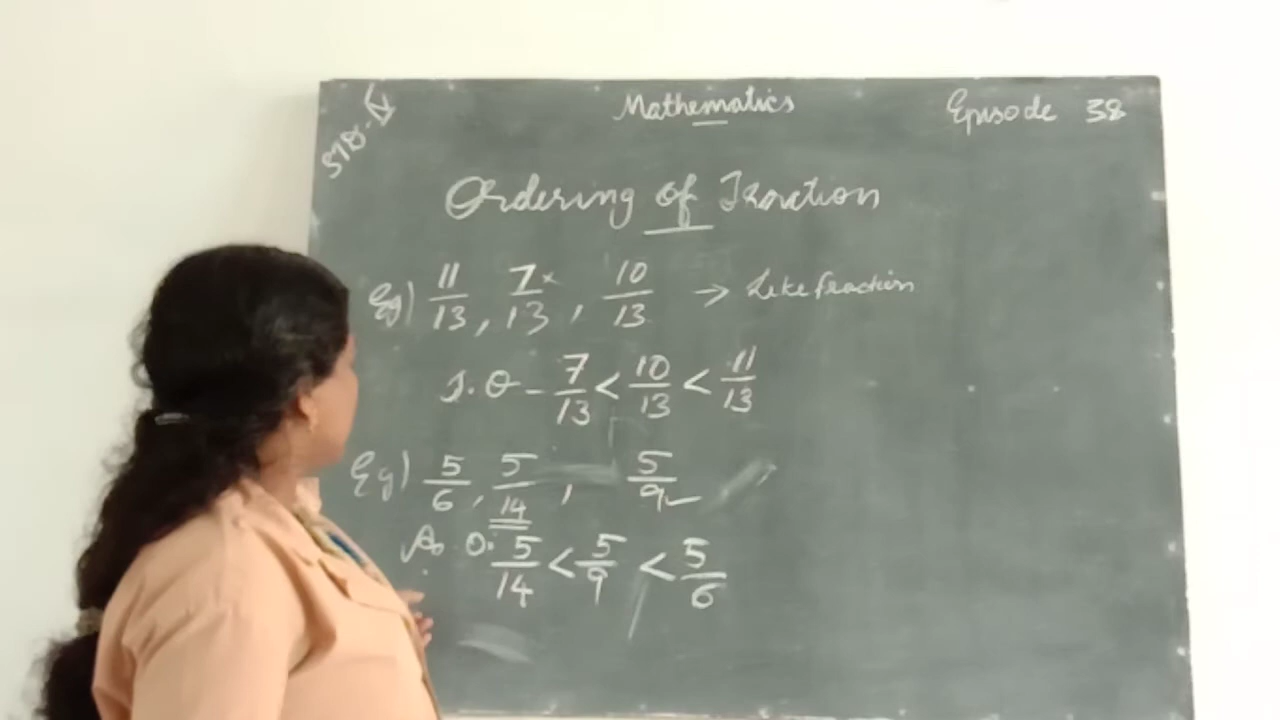 STD-IV Mathematics Episode 38
Ordering of Fraction
Eg) 11/13, 7/13, 10/13 → Like fraction
7/13 < 10/13 < 11/13
Eg) 5/6, 5/14, 5/9
A. O. 5/14 < 5/9 < 5/6